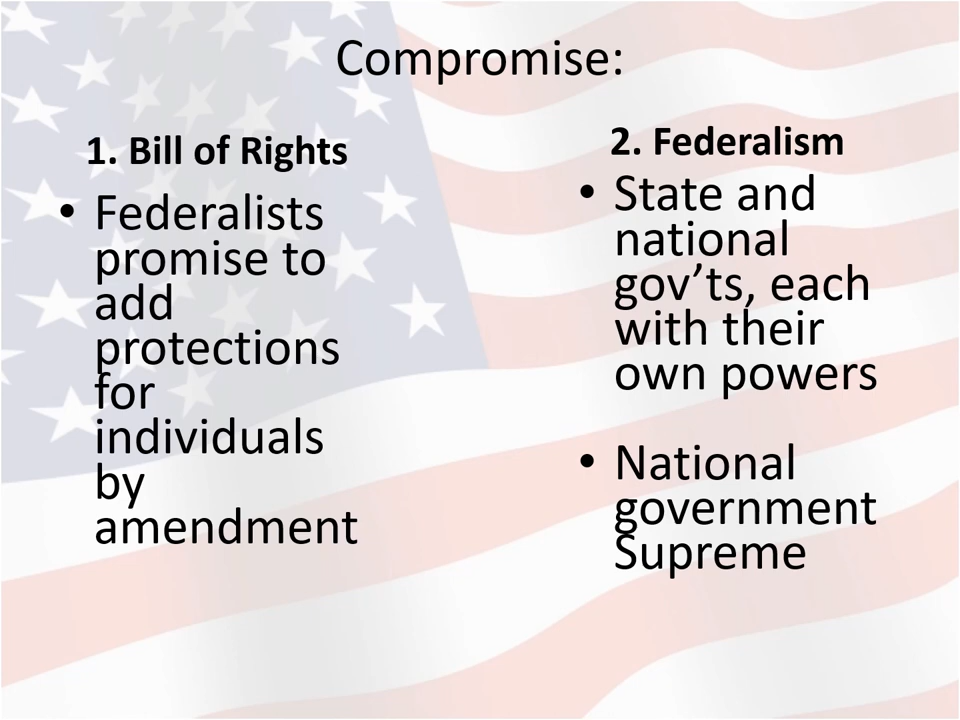 Compromise:
1. Bill of Rights
• Federalists
promise to
add
protections
for
individuals
by
amendment
2. Federalism
• State and
national
gov’ts, each
with their
own powers
• National
government
Supreme